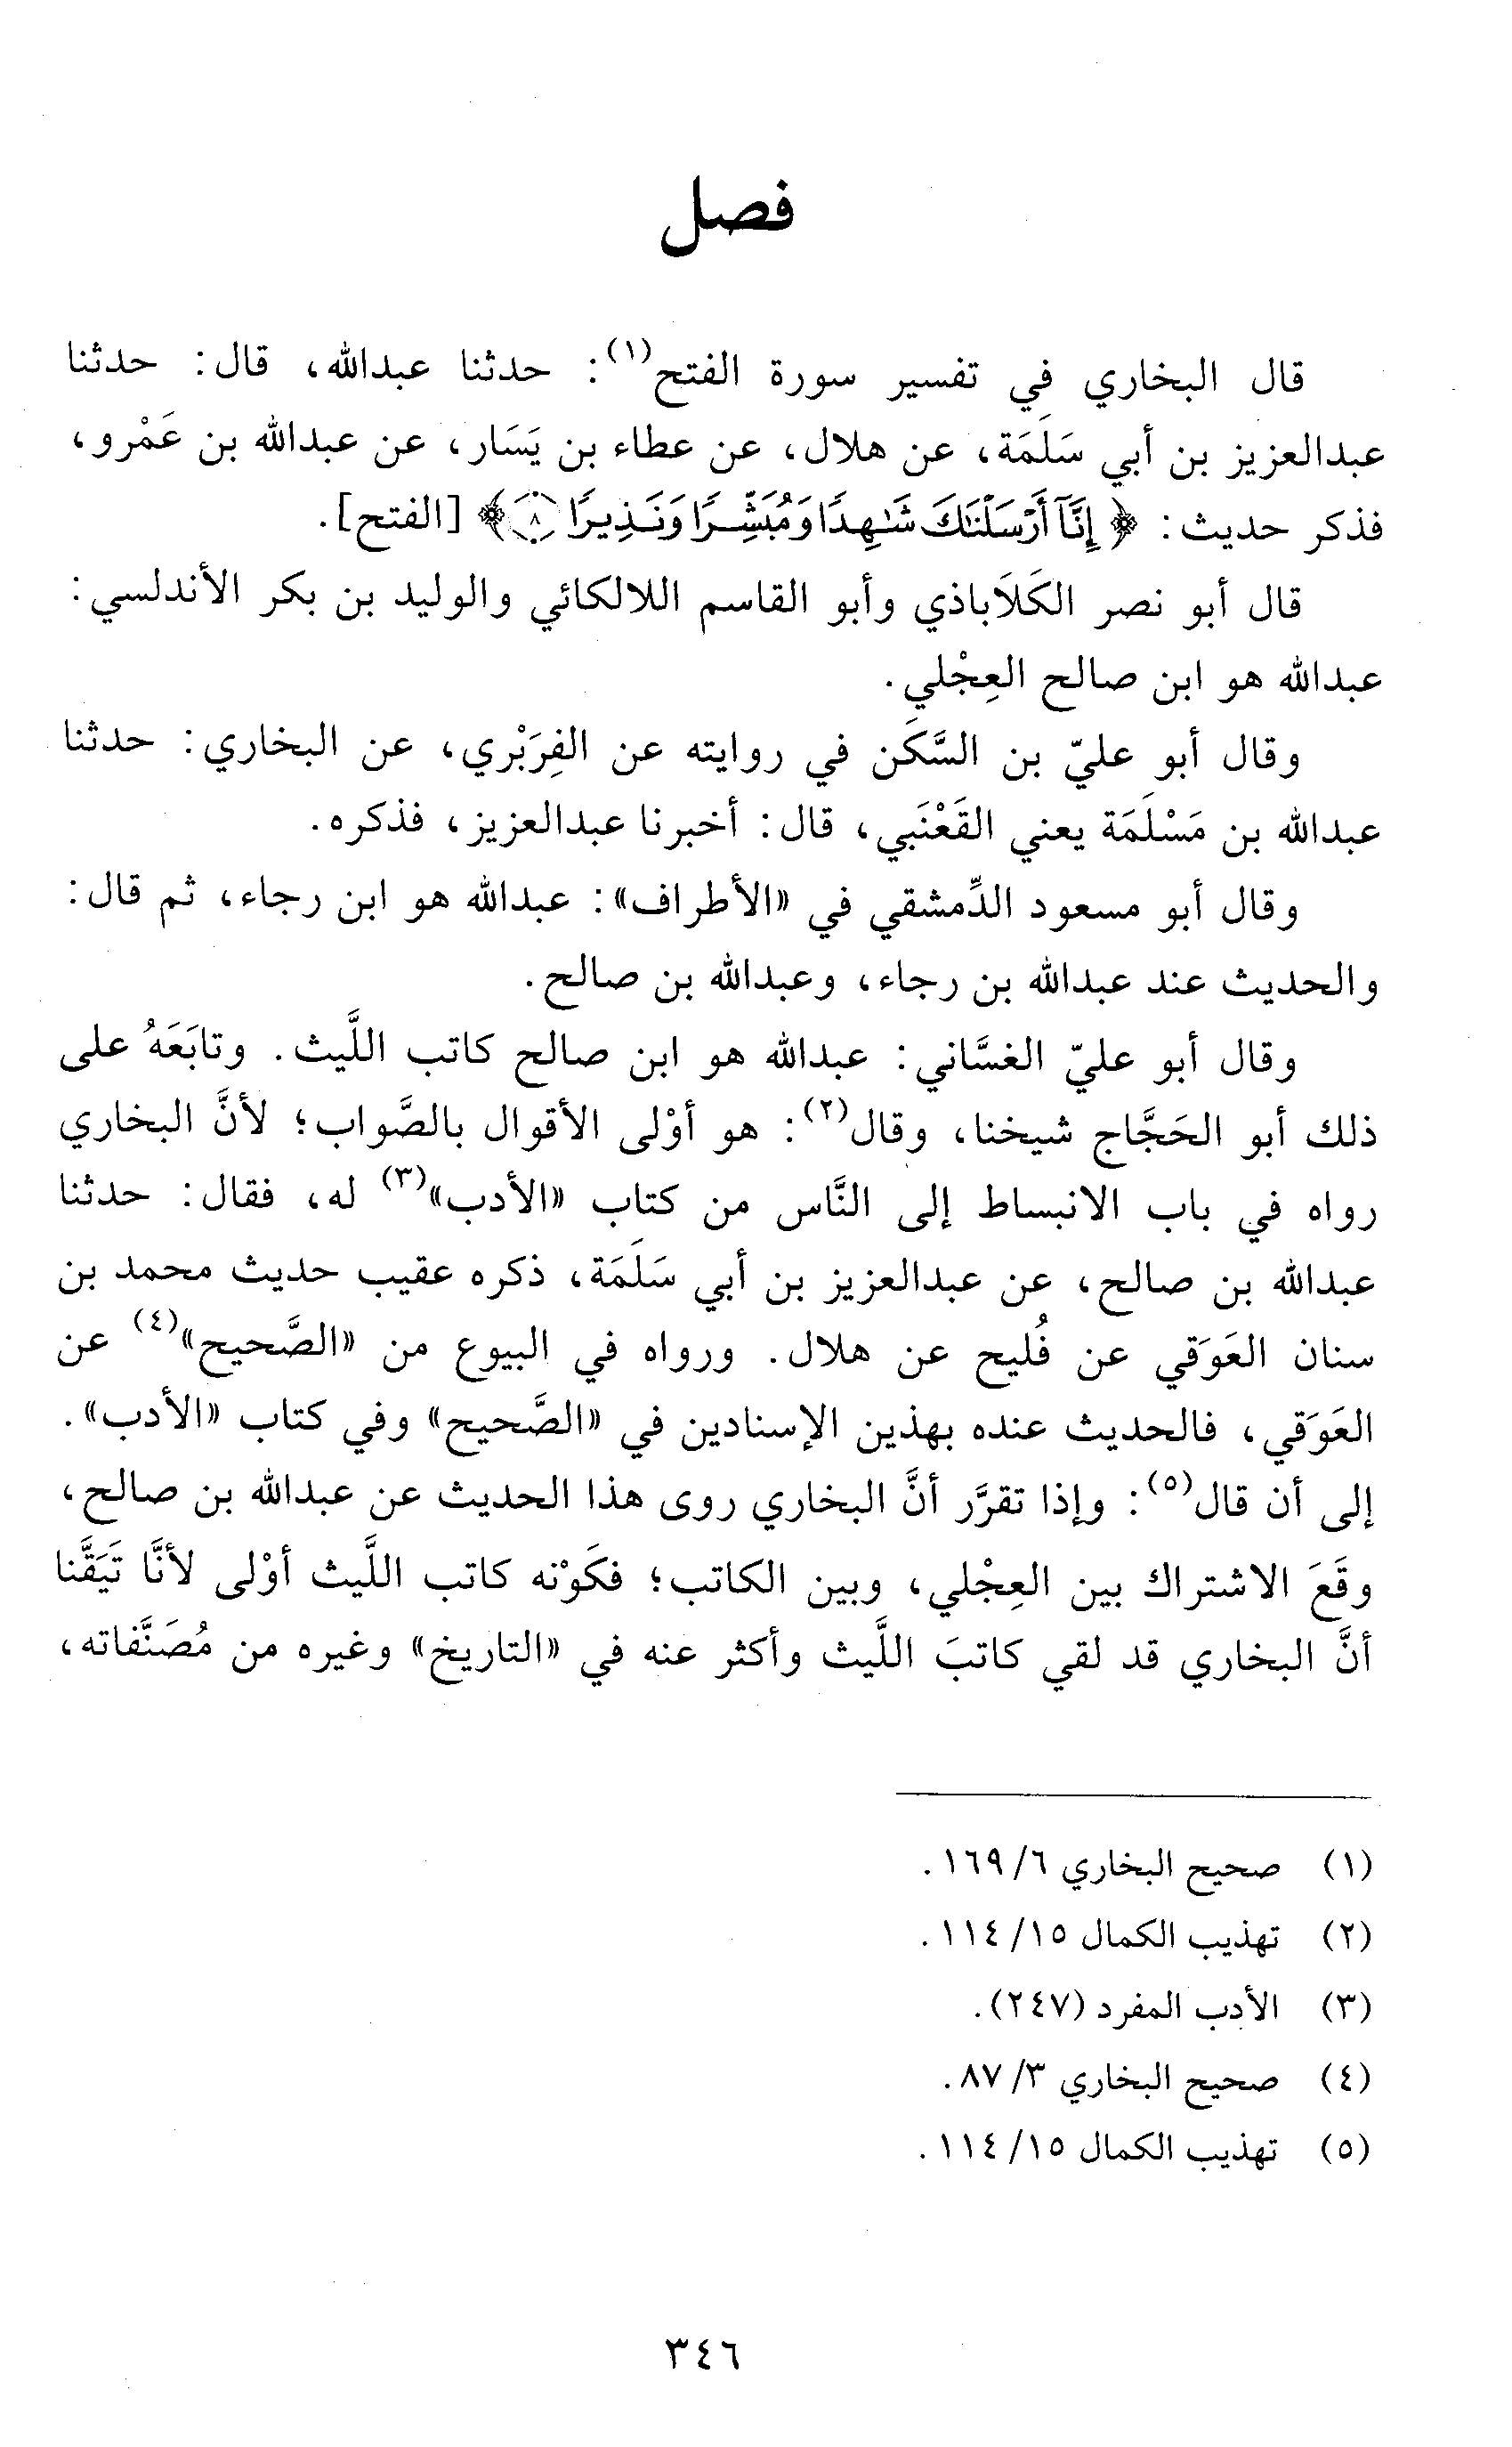 فصل
قال البخاري في تفسير سورة الفتح(١): حدثنا عبدالله، قال: حدثنا
عبدالعزيز بن أبي سَلَمَة، عن هلال، عن عطاء بن يَسَار، عن عبدالله بن عَمْرو،
فذكر حديث: ﴿إِنَّآ أَرْسَلْنَٰكَ شَٰهِدًا وَمُبَشِّرًا وَنَذِيرًا ٨﴾ [الفتح].
قال أبو نصر الكَلَاباذي وأبو القاسم اللالكائي والوليد بن بكر الأندلسي:
عبدالله هو ابن صالح العِجْلي.
وقال أبو عليّ بن السَّكَن في روايته عن الفِرَبْري، عن البخاري: حدثنا
عبدالله بن مَسْلَمَة يعني القَعْنَبي، قال: أخبرنا عبدالعزيز، فذكره.
وقال أبو مسعود الدِّمشقي في «الأطراف»: عبدالله هو ابن رجاء، ثم قال:
والحديث عند عبدالله بن رجاء، وعبدالله بن صالح.
وقال أبو عليّ الغسَّاني: عبدالله هو ابن صالح كاتب اللَّيث. وتابَعَهُ على
ذلك أبو الحَجَّاج شيخنا، وقال(٢): هو أوْلى الأقوال بالصَّواب؛ لأنَّ البخاري
رواه في باب الانبساط إلى النَّاس من كتاب «الأدب»(٣) له، فقال: حدثنا
عبدالله بن صالح، عن عبدالعزيز بن أبي سَلَمَة، ذكره عقيب حديث محمد بن
سنان العَوَقي عن فُليح عن هلال. ورواه في البيوع من «الصَّحيح»(٤) عن
العَوَقي، فالحديث عنده بهذين الإسنادين في «الصَّحيح» وفي كتاب «الأدب».
إلى أن قال(٥): وإذا تقرَّر أنَّ البخاري روى هذا الحديث عن عبدالله بن صالح،
وقَعَ الاشتراك بين العِجْلي، وبين الكاتب؛ فكَوْنه كاتب اللَّيث أوْلى لأنَّا تَيَقَّنا
أنَّ البخاري قد لقي كاتبَ اللَّيث وأكثر عنه في «التاريخ» وغيره من مُصَنَّفاته،
(١) صحيح البخاري ٦/ ١٦٩.
(٢) تهذيب الكمال ١٥/ ١١٤.
(٣) الأدب المفرد (٢٤٧).
(٤) صحيح البخاري ٣/ ٨٧.
(٥) تهذيب الكمال ١٥/ ١١٤.
٣٤٦